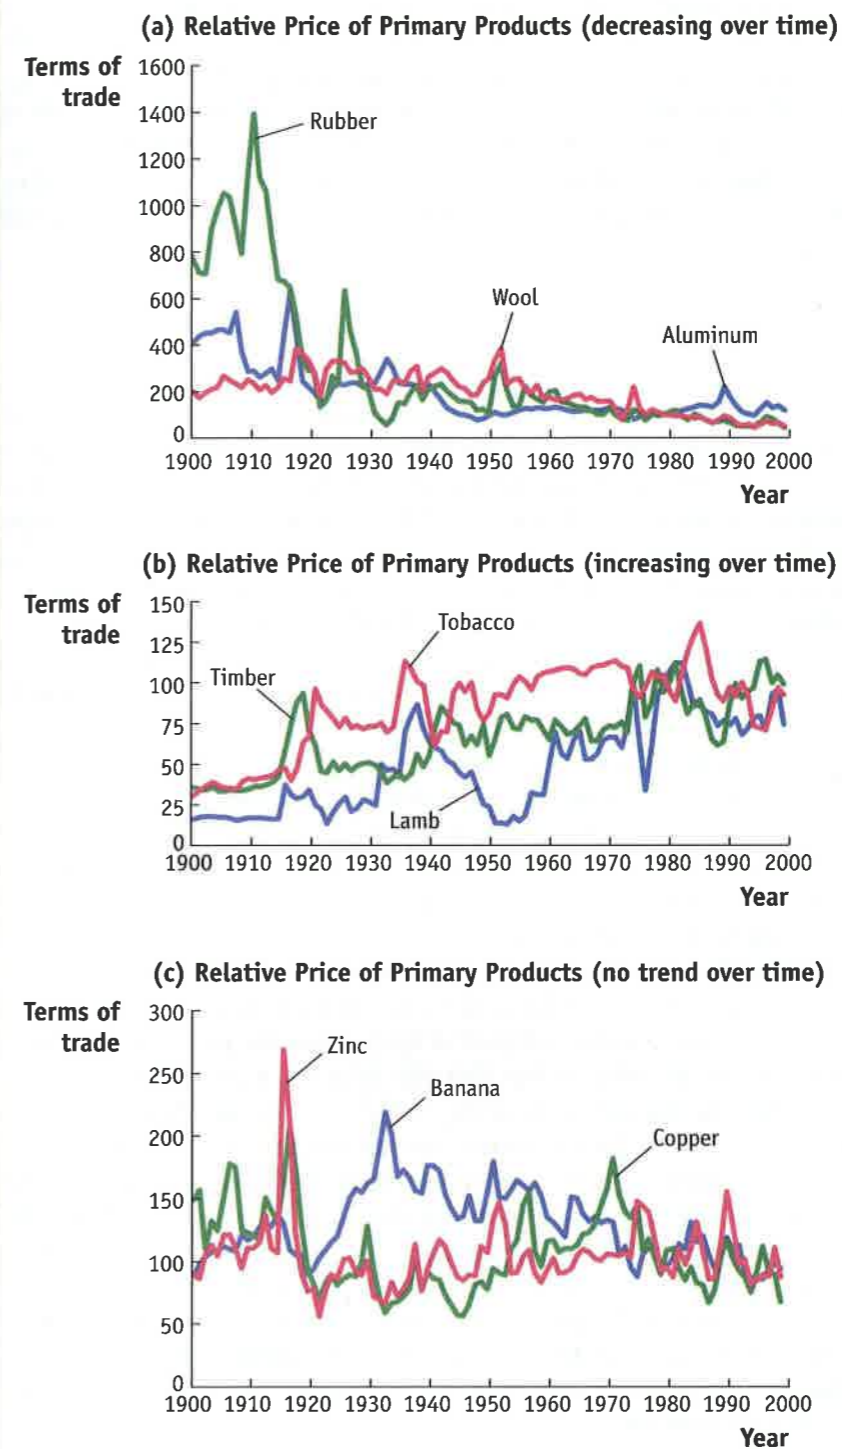 (a) Relative Price of Primary Products (decreasing over time)
Terms of
trade
1600
1400
1200
1000
800
600
400
200
0
Rubber
Wool
Aluminum
1900 1910 1920 1930 1940 1950 1960 1970 1980 1990 2000
Year
(b) Relative Price of Primary Products (increasing over time)
Terms of
trade
150
125
100
75
50
25
0
Tobacco
Timber
Lamb
1900 1910 1920 1930 1940 1950 1960 1970 1980 1990 2000
Year
(c) Relative Price of Primary Products (no trend over time)
Terms of
trade
300
250
200
150
100
50
0
Zinc
Banana
Copper
1900 1910 1920 1930 1940 1950 1960 1970 1980 1990 2000
Year